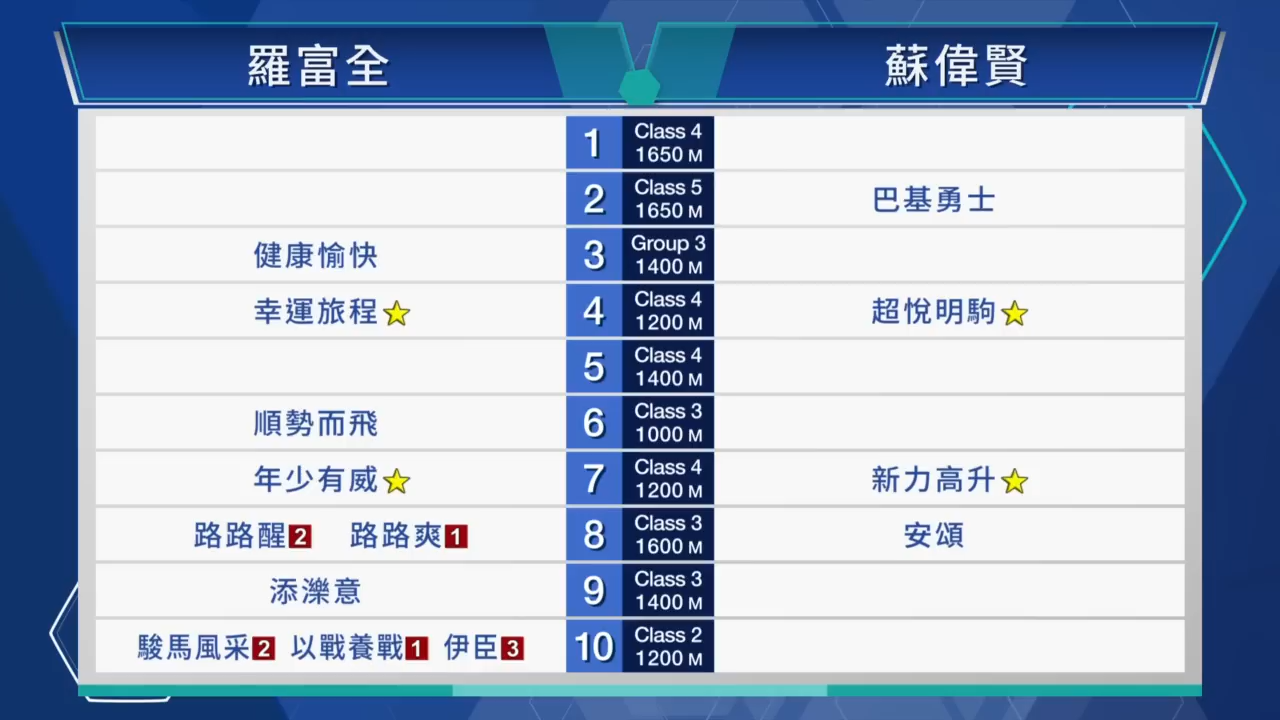 羅富全 蘇偉賢
1 Class 4 1650 M
2 Class 5 1650 M 巴基勇士
健康愉快 3 Group 3 1400 M
幸運旅程 4 Class 4 1200 M 超悅明駒
5 Class 4 1400 M
順勢而飛 6 Class 3 1000 M
年少有威 7 Class 4 1200 M 新力高升
路路醒2 路路爽1 8 Class 3 1600 M 安頌
添濼意 9 Class 3 1400 M
駿馬風采2 以戰養戰1 伊臣3 10 Class 2 1200 M